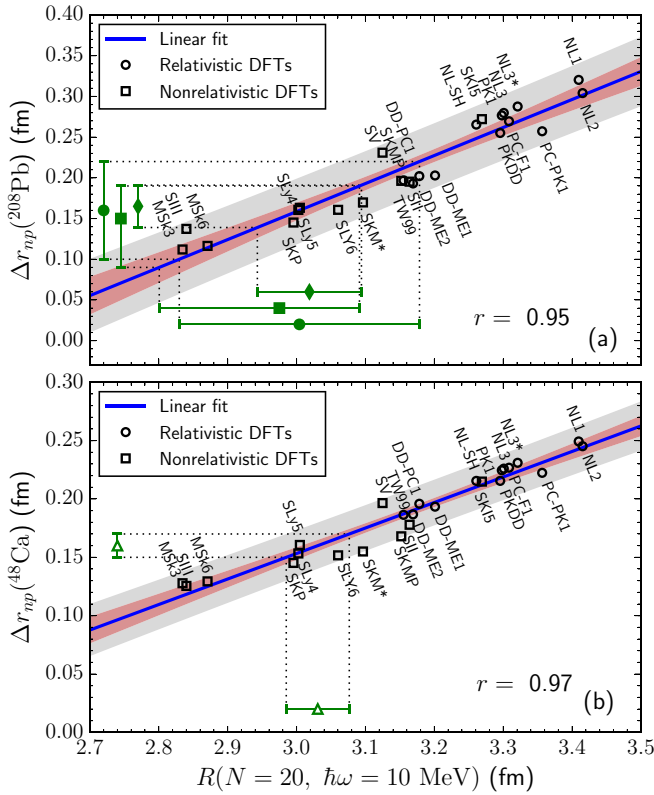 0.40
0.35
0.30
0.25
0.20
0.15
0.10
0.05
0.00
Δr_np(²⁰⁸Pb) (fm)
Linear fit
Relativistic DFTs
Nonrelativistic DFTs
MSk3
SIII
MSk6
SKP
SLy4
SLy5
SLY6
SKM*
SV
SKMP
DD-PC1
TW99
SII
DD-ME2
DD-ME1
NL-SH
SKI5
PK1
NL3
NL3*
PKDD
PC-F1
PC-PK1
NL1
NL2
r = 0.95
(a)
0.30
0.25
0.20
0.15
0.10
0.05
0.00
Δr_np(⁴⁸Ca) (fm)
Linear fit
Relativistic DFTs
Nonrelativistic DFTs
MSk3
SIII
MSk6
SKP
SLy5
SLy4
SLY6
SKM*
SV
TW99
DD-PC1
SKMP
SII
DD-ME2
DD-ME1
NL-SH
PK1
SKI5
NL3
NL3*
PKDD
PC-F1
PC-PK1
NL1
NL2
r = 0.97
(b)
2.7 2.8 2.9 3.0 3.1 3.2 3.3 3.4 3.5
R(N = 20, ħω = 10 MeV) (fm)